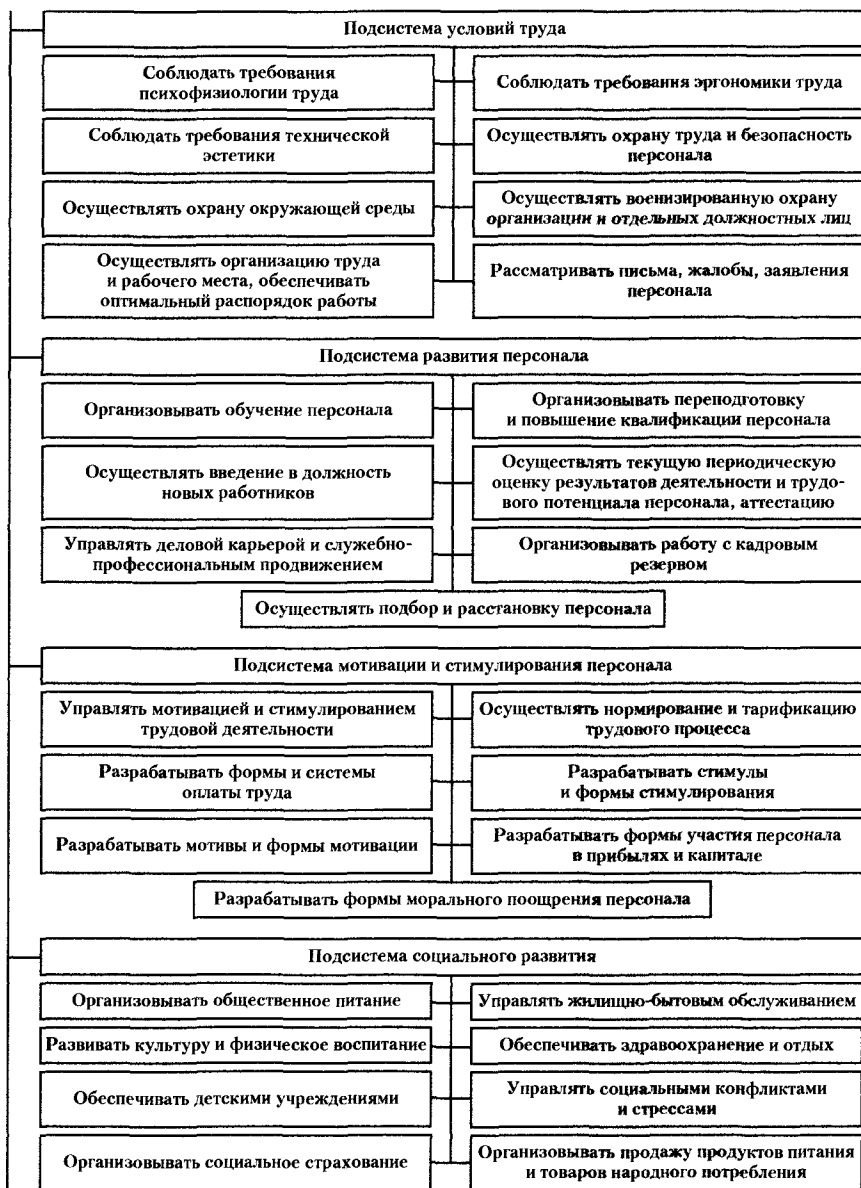 Подсистема условий труда
Соблюдать требования
психофизиологии труда
Соблюдать требования эргономики труда
Соблюдать требования технической
эстетики
Осуществлять охрану труда и безопасность
персонала
Осуществлять охрану окружающей среды
Осуществлять военизированную охрану
организации и отдельных должностных лиц
Осуществлять организацию труда
и рабочего места, обеспечивать
оптимальный распорядок работы
Рассматривать письма, жалобы, заявления
персонала
Подсистема развития персонала
Организовывать обучение персонала
Организовывать переподготовку
и повышение квалификации персонала
Осуществлять введение в должность
новых работников
Осуществлять текущую периодическую
оценку результатов деятельности и трудо-
вого потенциала персонала, аттестацию
Управлять деловой карьерой и служебно-
профессиональным продвижением
Организовывать работу с кадровым
резервом
Осуществлять подбор и расстановку персонала
Подсистема мотивации и стимулирования персонала
Управлять мотивацией и стимулированием
трудовой деятельности
Осуществлять нормирование и тарификацию
трудового процесса
Разрабатывать формы и системы
оплаты труда
Разрабатывать стимулы
и формы стимулирования
Разрабатывать мотивы и формы мотивации
Разрабатывать формы участия персонала
в прибылях и капитале
Разрабатывать формы морального поощрения персонала
Подсистема социального развития
Организовывать общественное питание
Управлять жилищно-бытовым обслуживанием
Развивать культуру и физическое воспитание
Обеспечивать здравоохранение и отдых
Обеспечивать детскими учреждениями
Управлять социальными конфликтами
и стрессами
Организовывать социальное страхование
Организовывать продажу продуктов питания
и товаров народного потребления